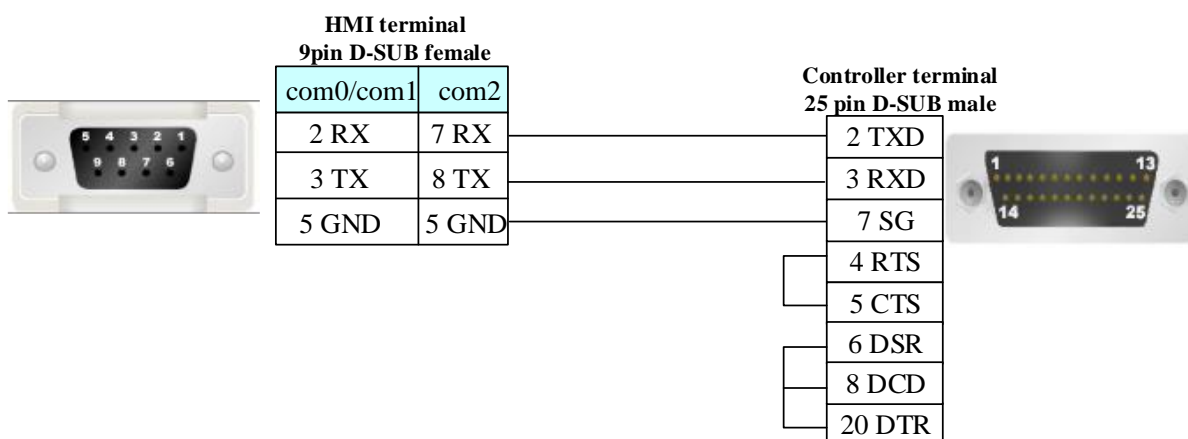 HMI terminal
9pin D-SUB female
com0/com1 com2
2 RX 7 RX
3 TX 8 TX
5 GND 5 GND
5 4 3 2 1
9 8 7 6
Controller terminal
25 pin D-SUB male
2 TXD
3 RXD
7 SG
4 RTS
5 CTS
6 DSR
8 DCD
20 DTR
1 13
14 25